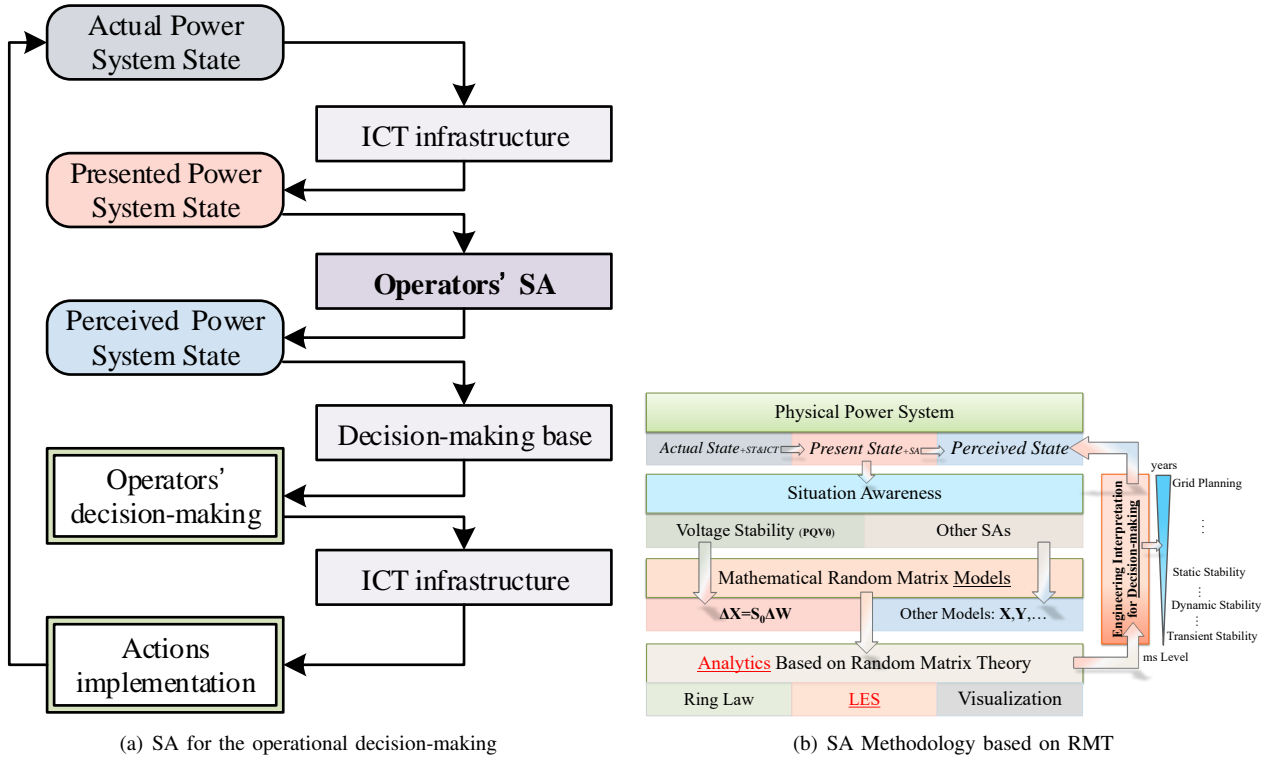 Actual Power
System State
ICT infrastructure
Presented Power
System State
Operators’ SA
Perceived Power
System State
Decision-making base
Operators’
decision-making
ICT infrastructure
Actions
implementation
(a) SA for the operational decision-making
Physical Power System
Actual State+ST&ICT Present State+SA Perceived State
Situation Awareness
Voltage Stability (PQV0) Other SAs
Mathematical Random Matrix Models
ΔX=S₀ΔW Other Models: X,Y,…
Analytics Based on Random Matrix Theory
Ring Law LES Visualization
Engineering Interpretation
for Decision-making
years
Grid Planning
⋮
Static Stability
⋮
Dynamic Stability
⋮
Transient Stability
ms Level
(b) SA Methodology based on RMT